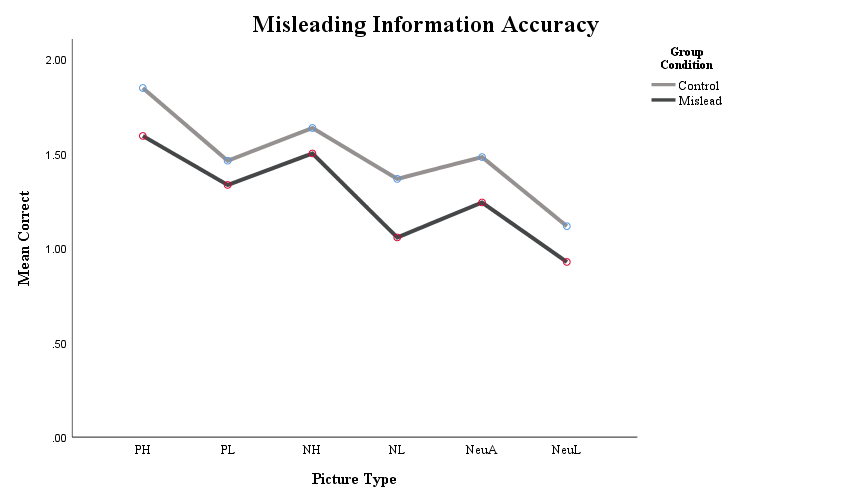 Misleading Information Accuracy
Group
Condition
Control
Mislead
Mean Correct
2.00
1.50
1.00
.50
.00
PH
PL
NH
NL
NeuA
NeuL
Picture Type